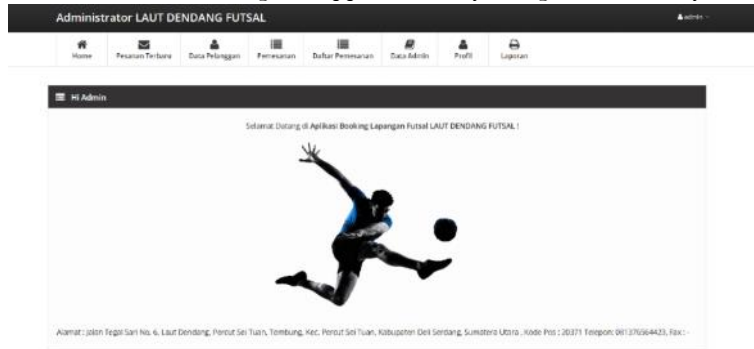 Administrator LAUT DENDANG FUTSAL
admin
Home Pesanan Terbaru Data Pelanggan Pemesanan Daftar Pemesanan Data Admin Profil Laporan
Hi Admin
Selamat Datang di Aplikasi Booking Lapangan Futsal LAUT DENDANG FUTSAL !
Alamat : Jalan Tegal Sari No. 6, Laut Dendang, Percut Sei Tuan, Tembung, Kec. Percut Sei Tuan, Kabupaten Deli Serdang, Sumatera Utara , Kode Pos : 20371 Telepon: 081376564423, Fax : -